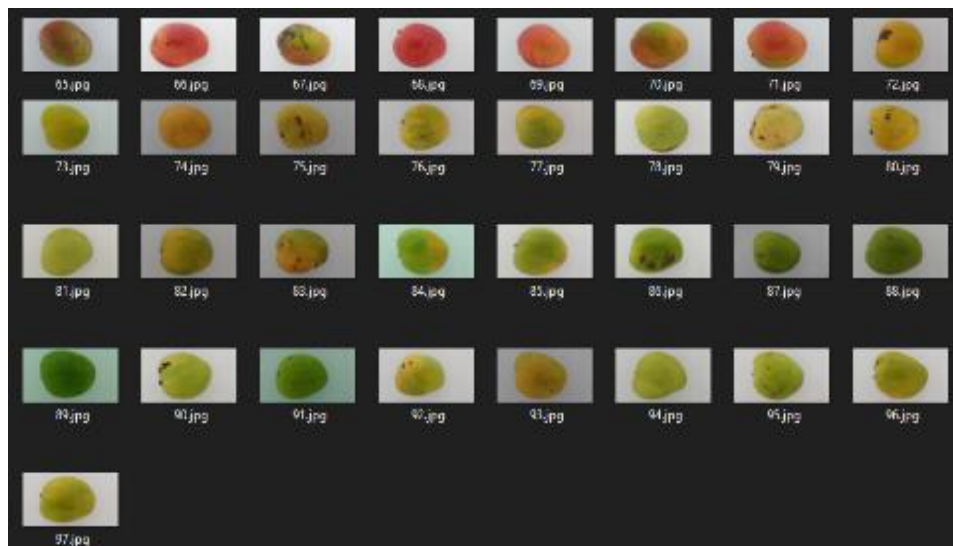 65.jpg 66.jpg 67.jpg 68.jpg 69.jpg 70.jpg 71.jpg 72.jpg
73.jpg 74.jpg 75.jpg 76.jpg 77.jpg 78.jpg 79.jpg 80.jpg
81.jpg 82.jpg 83.jpg 84.jpg 85.jpg 86.jpg 87.jpg 88.jpg
89.jpg 90.jpg 91.jpg 92.jpg 93.jpg 94.jpg 95.jpg 96.jpg
97.jpg